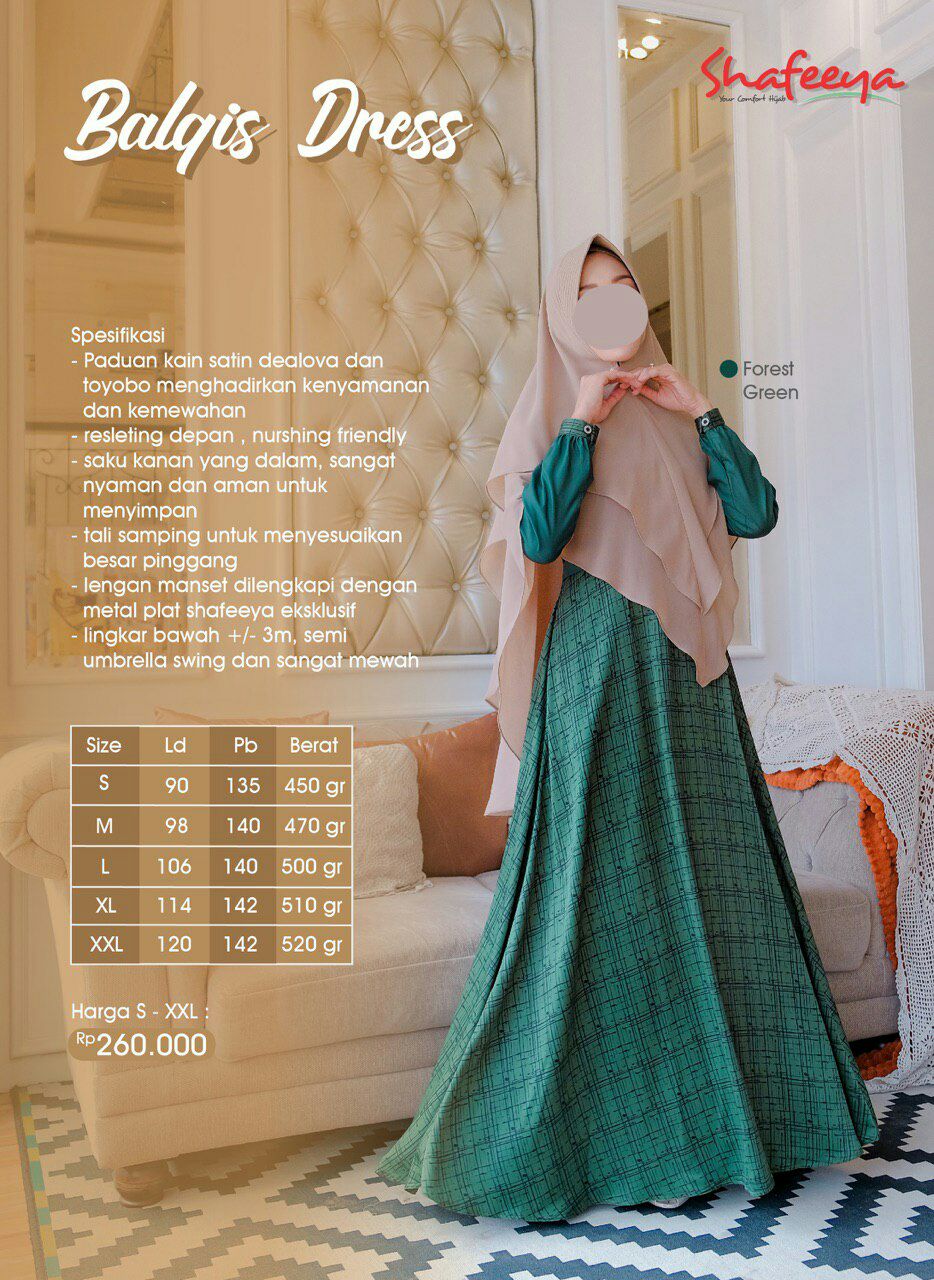 Balqis Dress
Shafeeya
Your Comfort Hijab
Spesifikasi
- Paduan kain satin dealova dan
toyobo menghadirkan kenyamanan
dan kemewahan
- resleting depan , nurshing friendly
- saku kanan yang dalam, sangat
nyaman dan aman untuk
menyimpan
- tali samping untuk menyesuaikan
besar pinggang
- lengan manset dilengkapi dengan
metal plat shafeeya eksklusif
- lingkar bawah +/- 3m, semi
umbrella swing dan sangat mewah
Forest
Green
Size Ld Pb Berat
S 90 135 450 gr
M 98 140 470 gr
L 106 140 500 gr
XL 114 142 510 gr
XXL 120 142 520 gr
Harga S - XXL :
Rp260.000